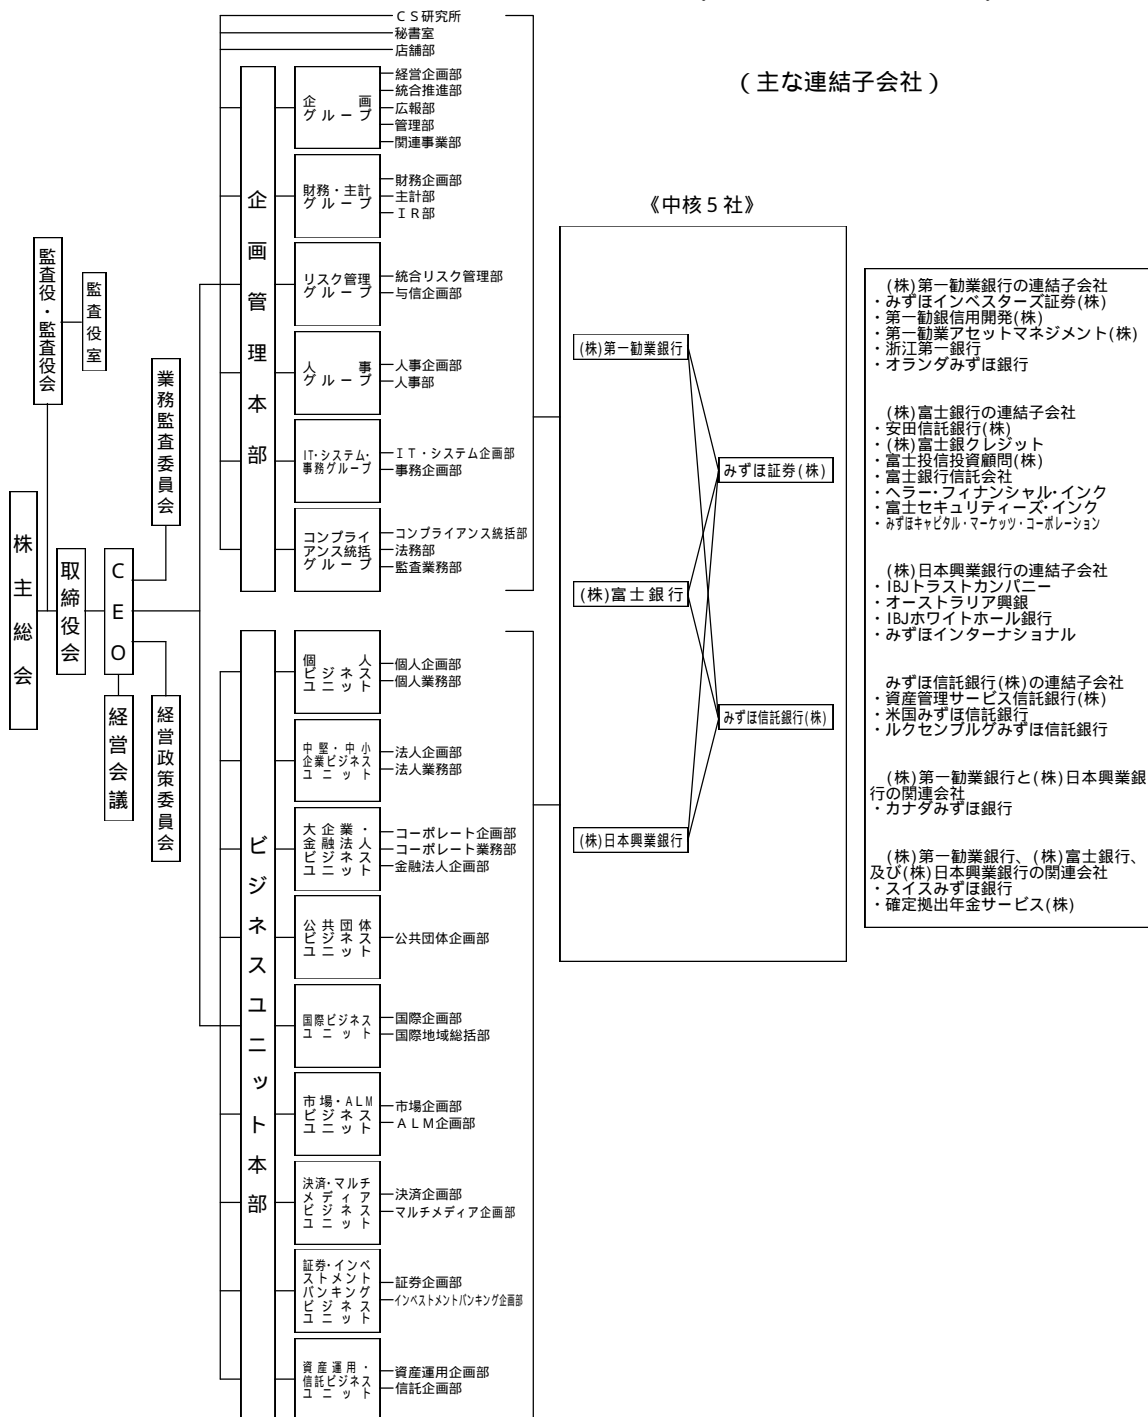 ＣＳ研究所
秘書室
店舗部
(主な連結子会社)
企画管理本部
企画
グループ
経営企画部
統合推進部
広報部
管理部
関連事業部
財務・主計
グループ
財務企画部
主計部
ＩＲ部
リスク管理
グループ
統合リスク管理部
与信企画部
人事
グループ
人事企画部
人事部
IT・システム・
事務グループ
ＩＴ・システム企画部
事務企画部
コンプライ
アンス統括
グループ
コンプライアンス統括部
法務部
監査業務部
監査役・監査役会
監査役室
業務監査委員会
株主総会
取締役会
ＣＥＯ
経営会議
経営政策委員会
ビジネスユニット本部
個人
ビジネス
ユニット
個人企画部
個人業務部
中堅・中小
企業ビジネス
ユニット
法人企画部
法人業務部
大企業・
金融法人
ビジネス
ユニット
コーポレート企画部
コーポレート業務部
金融法人企画部
公共団体
ビジネス
ユニット
公共団体企画部
国際ビジネス
ユニット
国際企画部
国際地域総括部
市場・ALM
ビジネス
ユニット
市場企画部
ＡＬＭ企画部
決済・マルチ
メディア
ビジネス
ユニット
決済企画部
マルチメディア企画部
証券・インベ
ストメント
バンキング
ビジネス
ユニット
証券企画部
インベストメントバンキング企画部
資産運用・
信託ビジネス
ユニット
資産運用企画部
信託企画部
《中核５社》
(株)第一勧業銀行
みずほ証券(株)
(株)富士銀行
みずほ信託銀行(株)
(株)日本興業銀行
(株)第一勧業銀行の連結子会社
・みずほインベスターズ証券(株)
・第一勧銀信用開発(株)
・第一勧業アセットマネジメント(株)
・浙江第一銀行
・オランダみずほ銀行
(株)富士銀行の連結子会社
・安田信託銀行(株)
・(株)富士銀クレジット
・富士投信投資顧問(株)
・富士銀行信託会社
・ヘラー・フィナンシャル・インク
・富士セキュリティーズ・インク
・みずほキャピタル・マーケッツ・コーポレーション
(株)日本興業銀行の連結子会社
・IBJトラストカンパニー
・オーストラリア興銀
・IBJホワイトホール銀行
・みずほインターナショナル
みずほ信託銀行(株)の連結子会社
・資産管理サービス信託銀行(株)
・米国みずほ信託銀行
・ルクセンブルグみずほ信託銀行
(株)第一勧業銀行と(株)日本興業銀
行の関連会社
・カナダみずほ銀行
(株)第一勧業銀行、(株)富士銀行、
及び(株)日本興業銀行の関連会社
・スイスみずほ銀行
・確定拠出年金サービス(株)